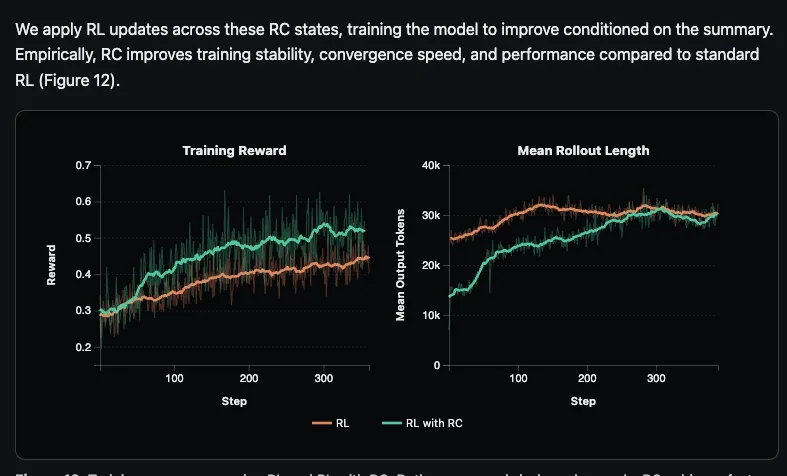 We apply RL updates across these RC states, training the model to improve conditioned on the summary.
Empirically, RC improves training stability, convergence speed, and performance compared to standard
RL (Figure 12).
Training Reward
0.7
0.6
0.5
0.4
0.3
0.2
Reward
100
200
300
Step
Mean Rollout Length
40k
30k
20k
10k
0
Mean Output Tokens
100
200
300
Step
RL
RL with RC